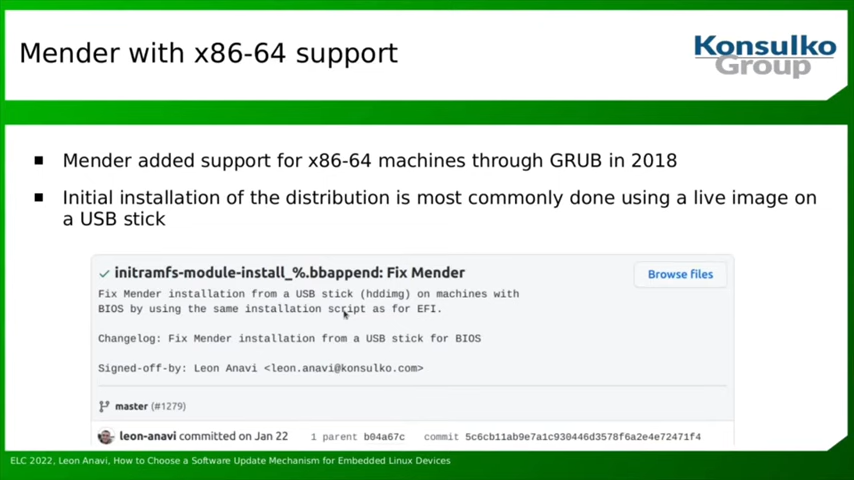 Mender with x86-64 support
Konsulko
Group
Mender added support for x86-64 machines through GRUB in 2018
Initial installation of the distribution is most commonly done using a live image on
a USB stick
initramfs-module-install_%.bbappend: Fix Mender
Browse files
Fix Mender installation from a USB stick (hddimg) on machines with
BIOS by using the same installation script as for EFI.
Changelog: Fix Mender installation from a USB stick for BIOS
Signed-off-by: Leon Anavi <leon.anavi@konsulko.com>
master (#1279)
leon-anavi committed on Jan 22 1 parent b04a67c commit 5c6cb11ab9e7a1c930446d3578f6a2e4e72471f4
ELC 2022, Leon Anavi, How to Choose a Software Update Mechanism for Embedded Linux Devices